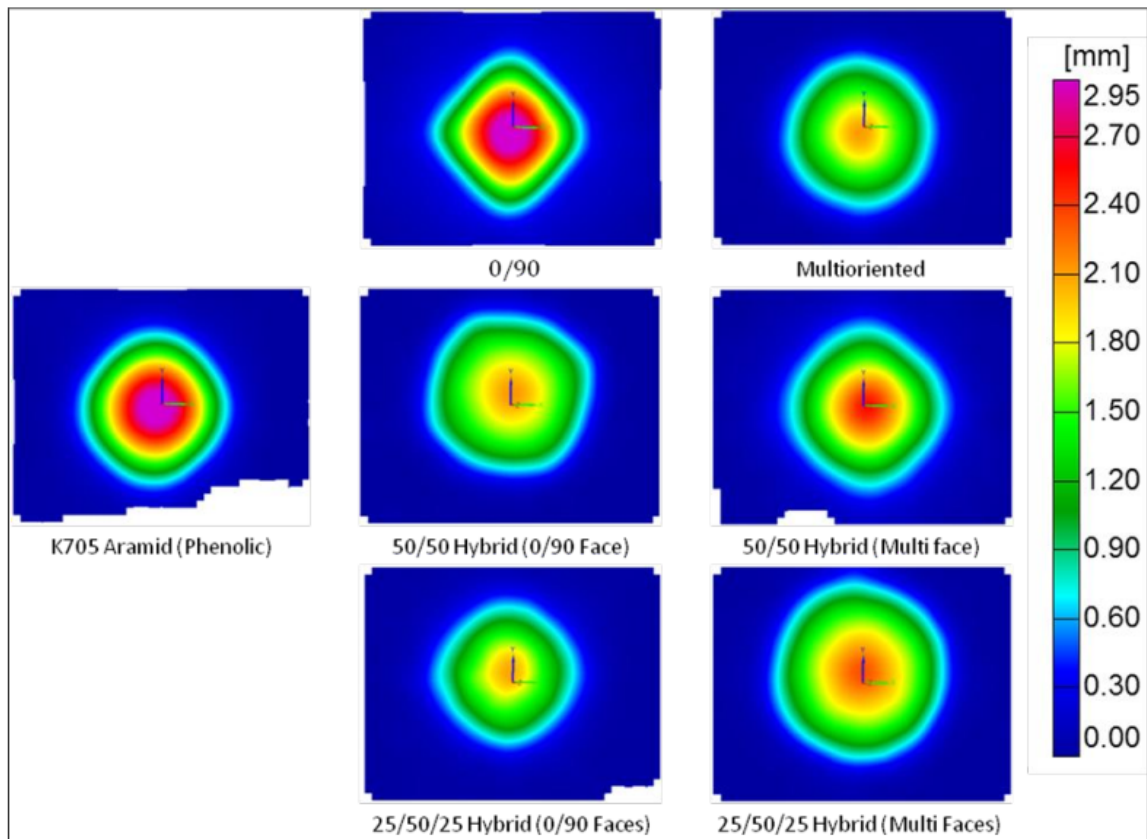 [mm]
2.95
2.70
2.40
2.10
1.80
1.50
1.20
0.90
0.60
0.30
0.00
0/90
Multioriented
K705 Aramid (Phenolic)
50/50 Hybrid (0/90 Face)
50/50 Hybrid (Multi face)
25/50/25 Hybrid (0/90 Faces)
25/50/25 Hybrid (Multi Faces)